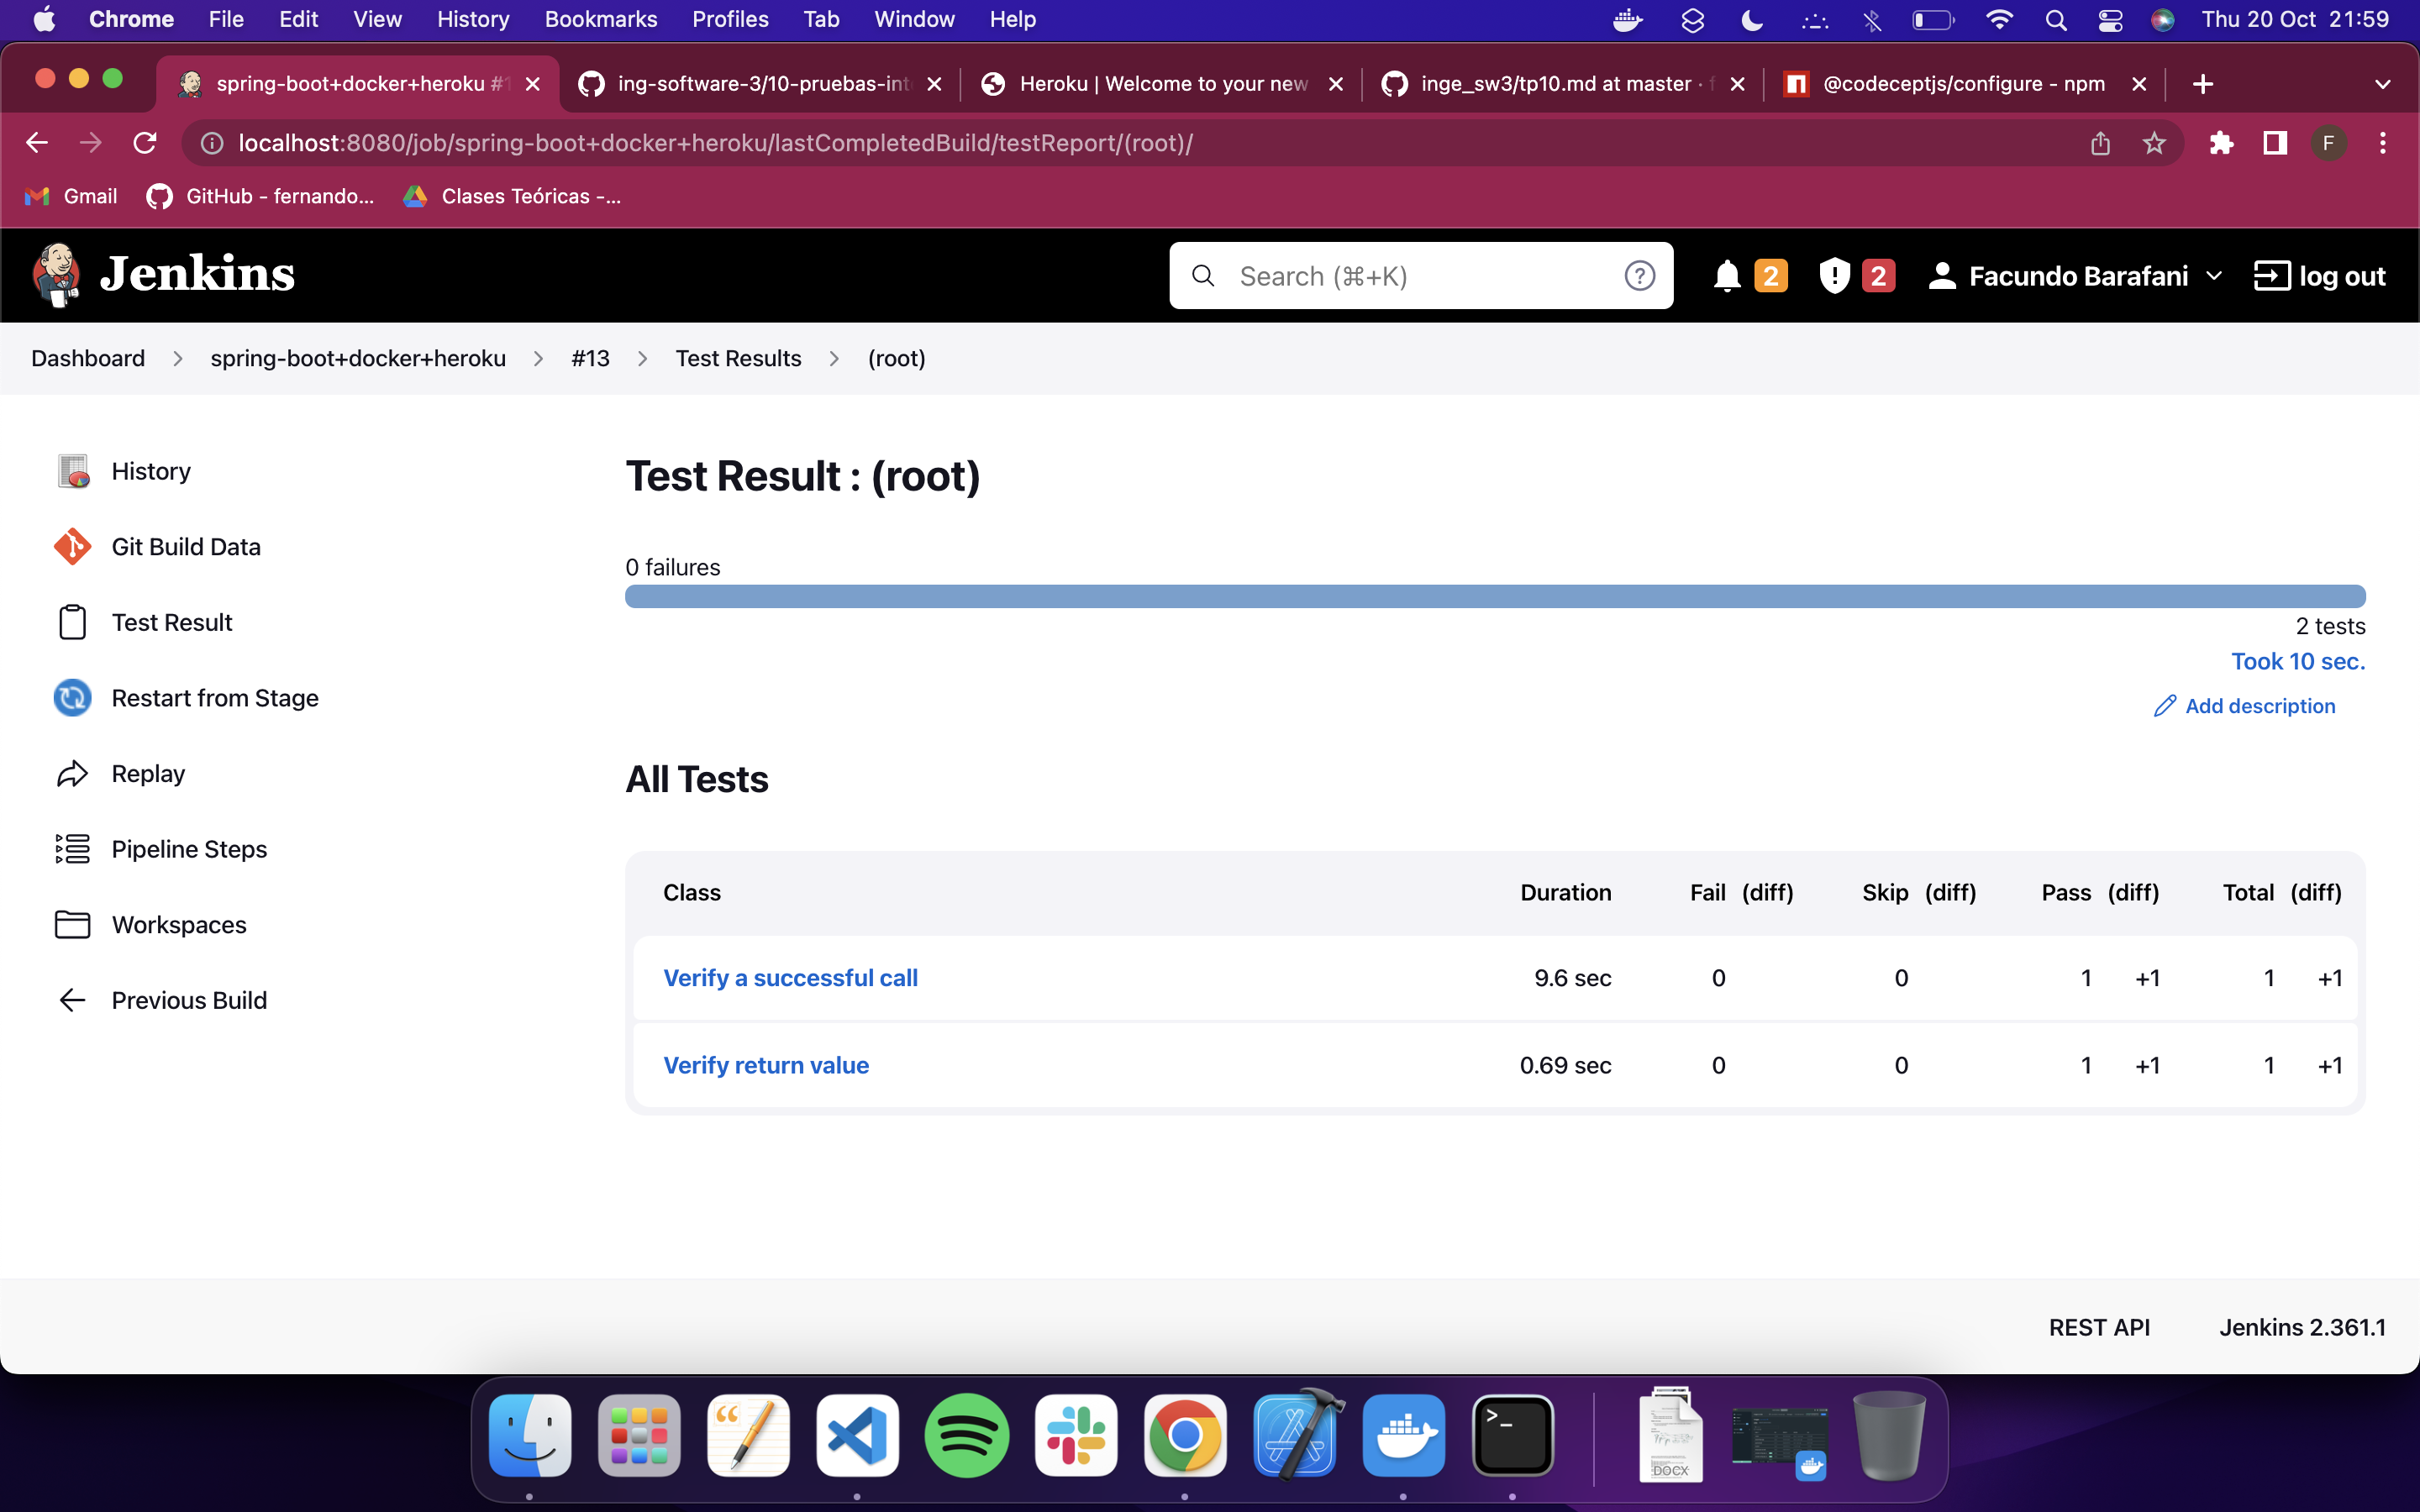 Chrome File Edit View History Bookmarks Profiles Tab Window Help Thu 20 Oct 21:59
spring-boot+docker+heroku #1 ing-software-3/10-pruebas-int Heroku | Welcome to your new inge_sw3/tp10.md at master · f @codeceptjs/configure - npm
localhost:8080/job/spring-boot+docker+heroku/lastCompletedBuild/testReport/(root)/ F
Gmail GitHub - fernando... Clases Teóricas -...
Jenkins Search (⌘+K) 2 2 Facundo Barafani log out
Dashboard spring-boot+docker+heroku #13 Test Results (root)
History
Git Build Data
Test Result
Restart from Stage
Replay
Pipeline Steps
Workspaces
Previous Build
Test Result : (root)
0 failures
2 tests
Took 10 sec.
Add description
All Tests
Class Duration Fail (diff) Skip (diff) Pass (diff) Total (diff)
Verify a successful call 9.6 sec 0 0 1 +1 1 +1
Verify return value 0.69 sec 0 0 1 +1 1 +1
REST API Jenkins 2.361.1
DOCX